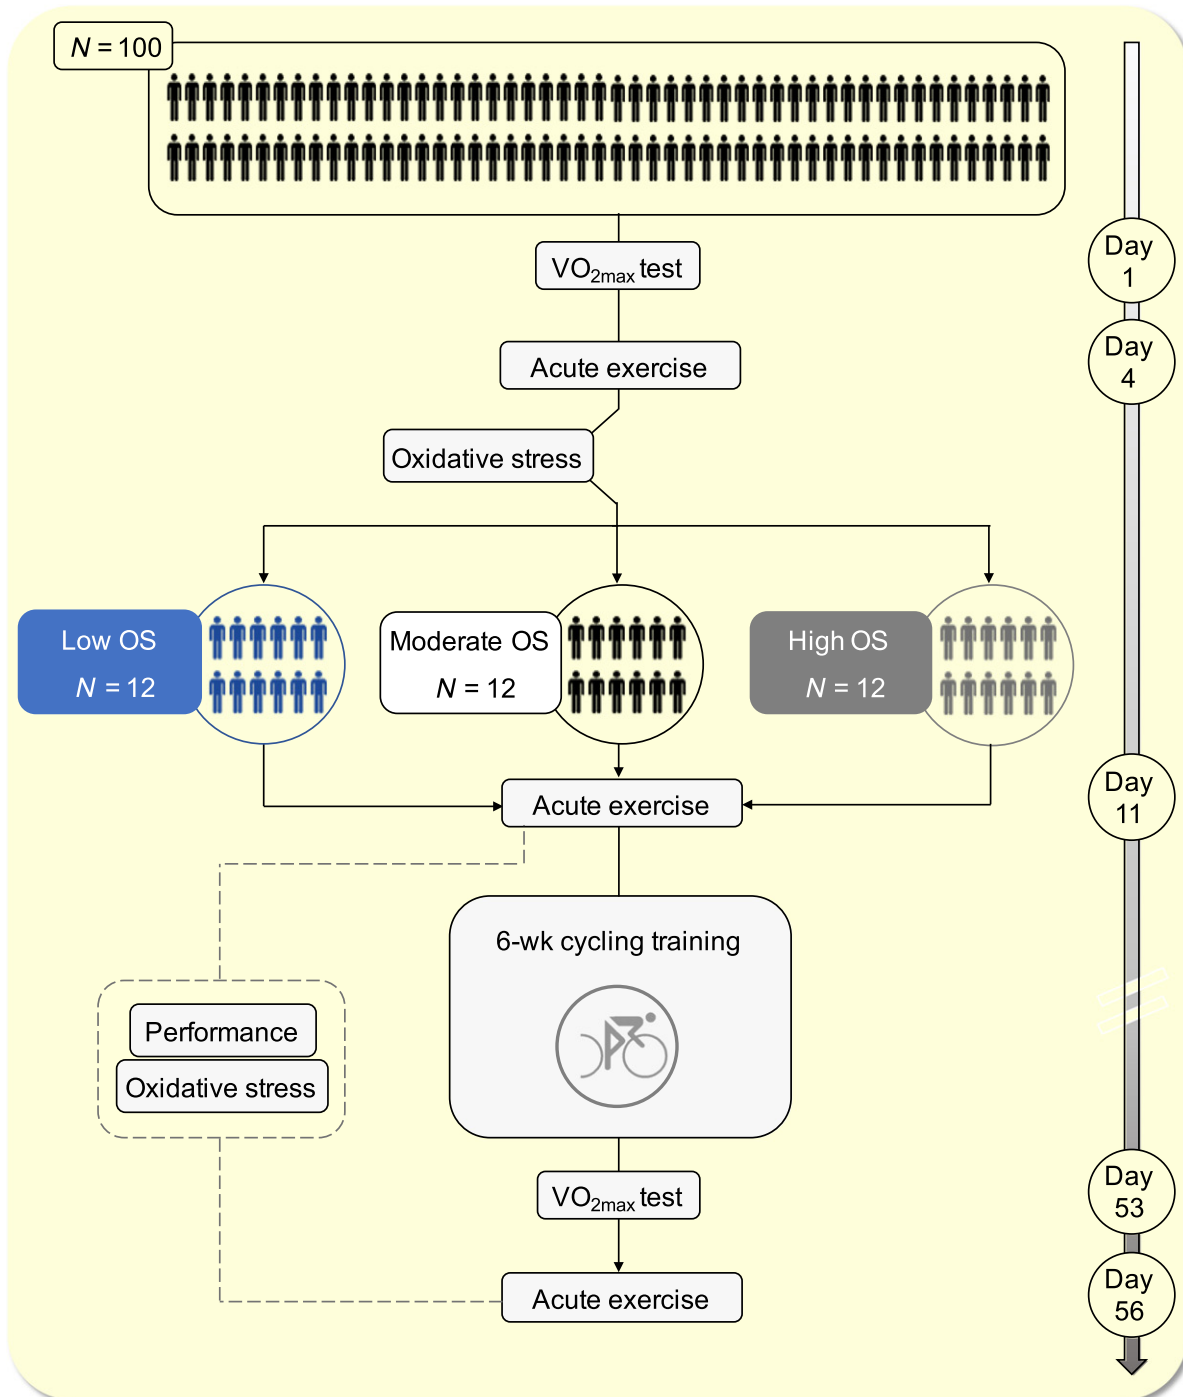 N = 100
VO2max test
Day
1
Acute exercise
Day
4
Oxidative stress
Low OS
N = 12
Moderate OS
N = 12
High OS
N = 12
Acute exercise
Day
11
6-wk cycling training
Performance
Oxidative stress
VO2max test
Day
53
Acute exercise
Day
56